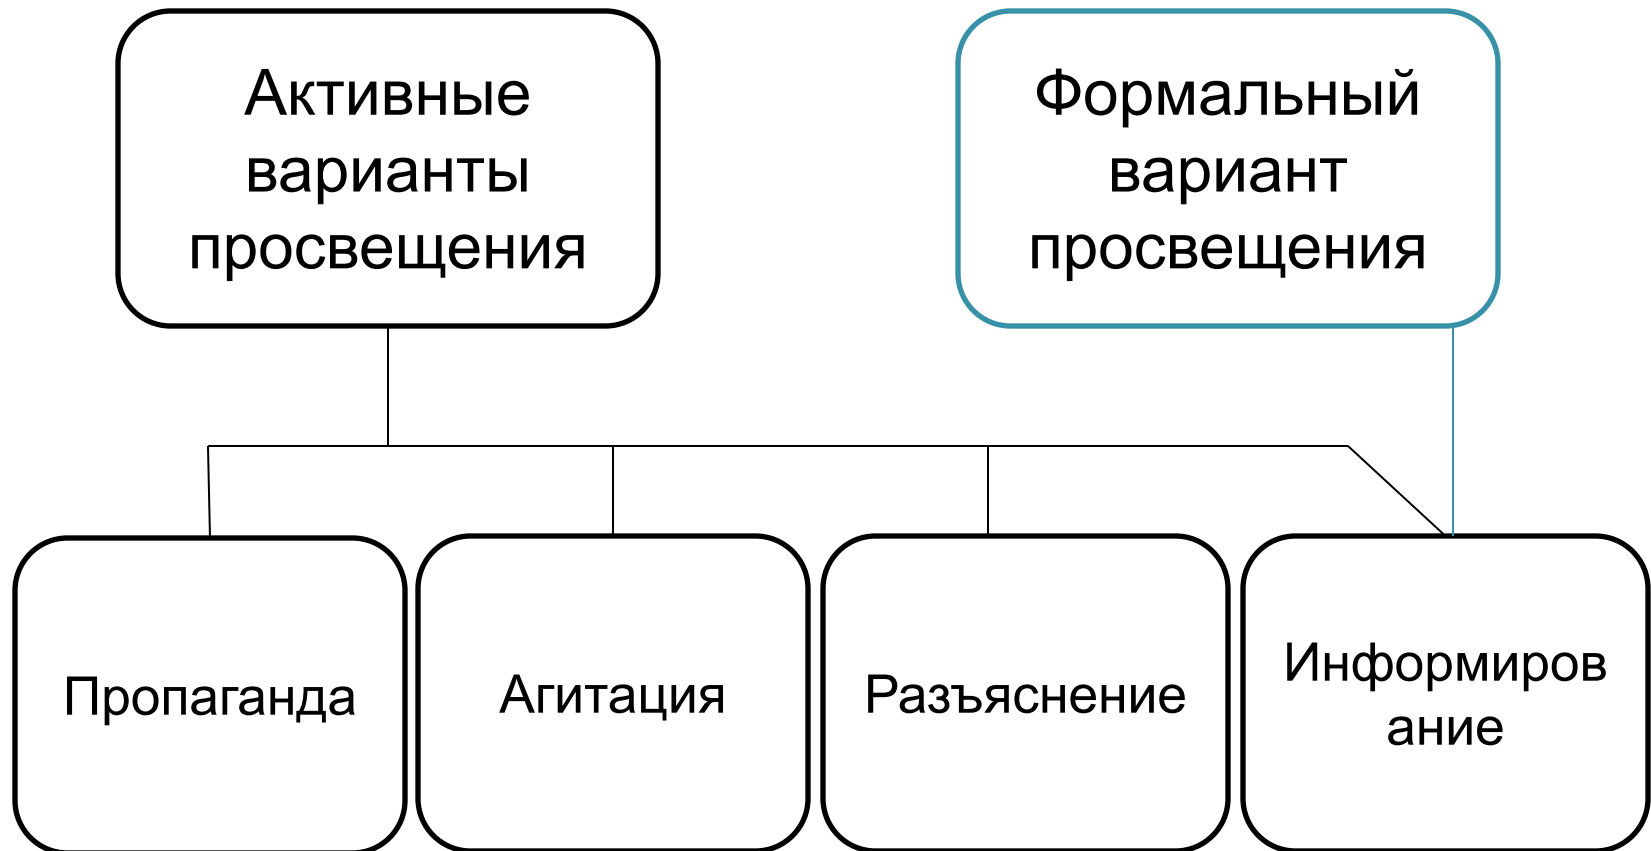 Активные
варианты
просвещения
Формальный
вариант
просвещения
Пропаганда
Агитация
Разъяснение
Информиров
ание